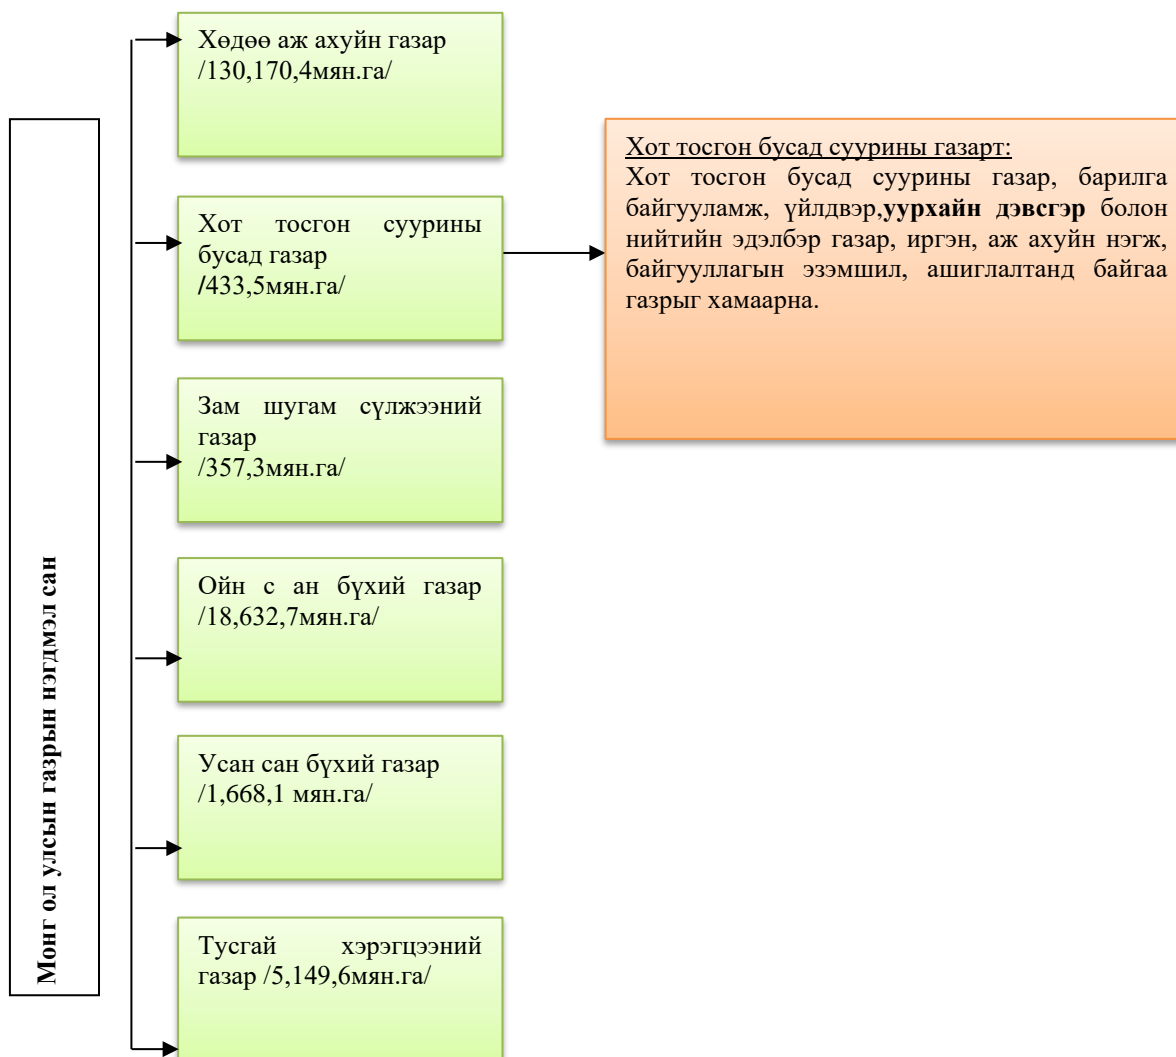 Монг ол улсын газрын нэгдмэл сан
Хөдөө аж ахуйн газар
/130,170,4мян.га/
Хот тосгон суурины
бусад газар
/433,5мян.га/
Зам шугам сүлжээний
газар
/357,3мян.га/
Ойн с ан бүхий газар
/18,632,7мян.га/
Усан сан бүхий газар
/1,668,1 мян.га/
Тусгай хэрэгцээний
газар /5,149,6мян.га/
Хот тосгон бусад суурины газарт:
Хот тосгон бусад суурины газар, барилга
байгууламж, үйлдвэр,уурхайн дэвсгэр болон
нийтийн эдэлбэр газар, иргэн, аж ахуйн нэгж,
байгууллагын эзэмшил, ашиглалтанд байгаа
газрыг хамаарна.